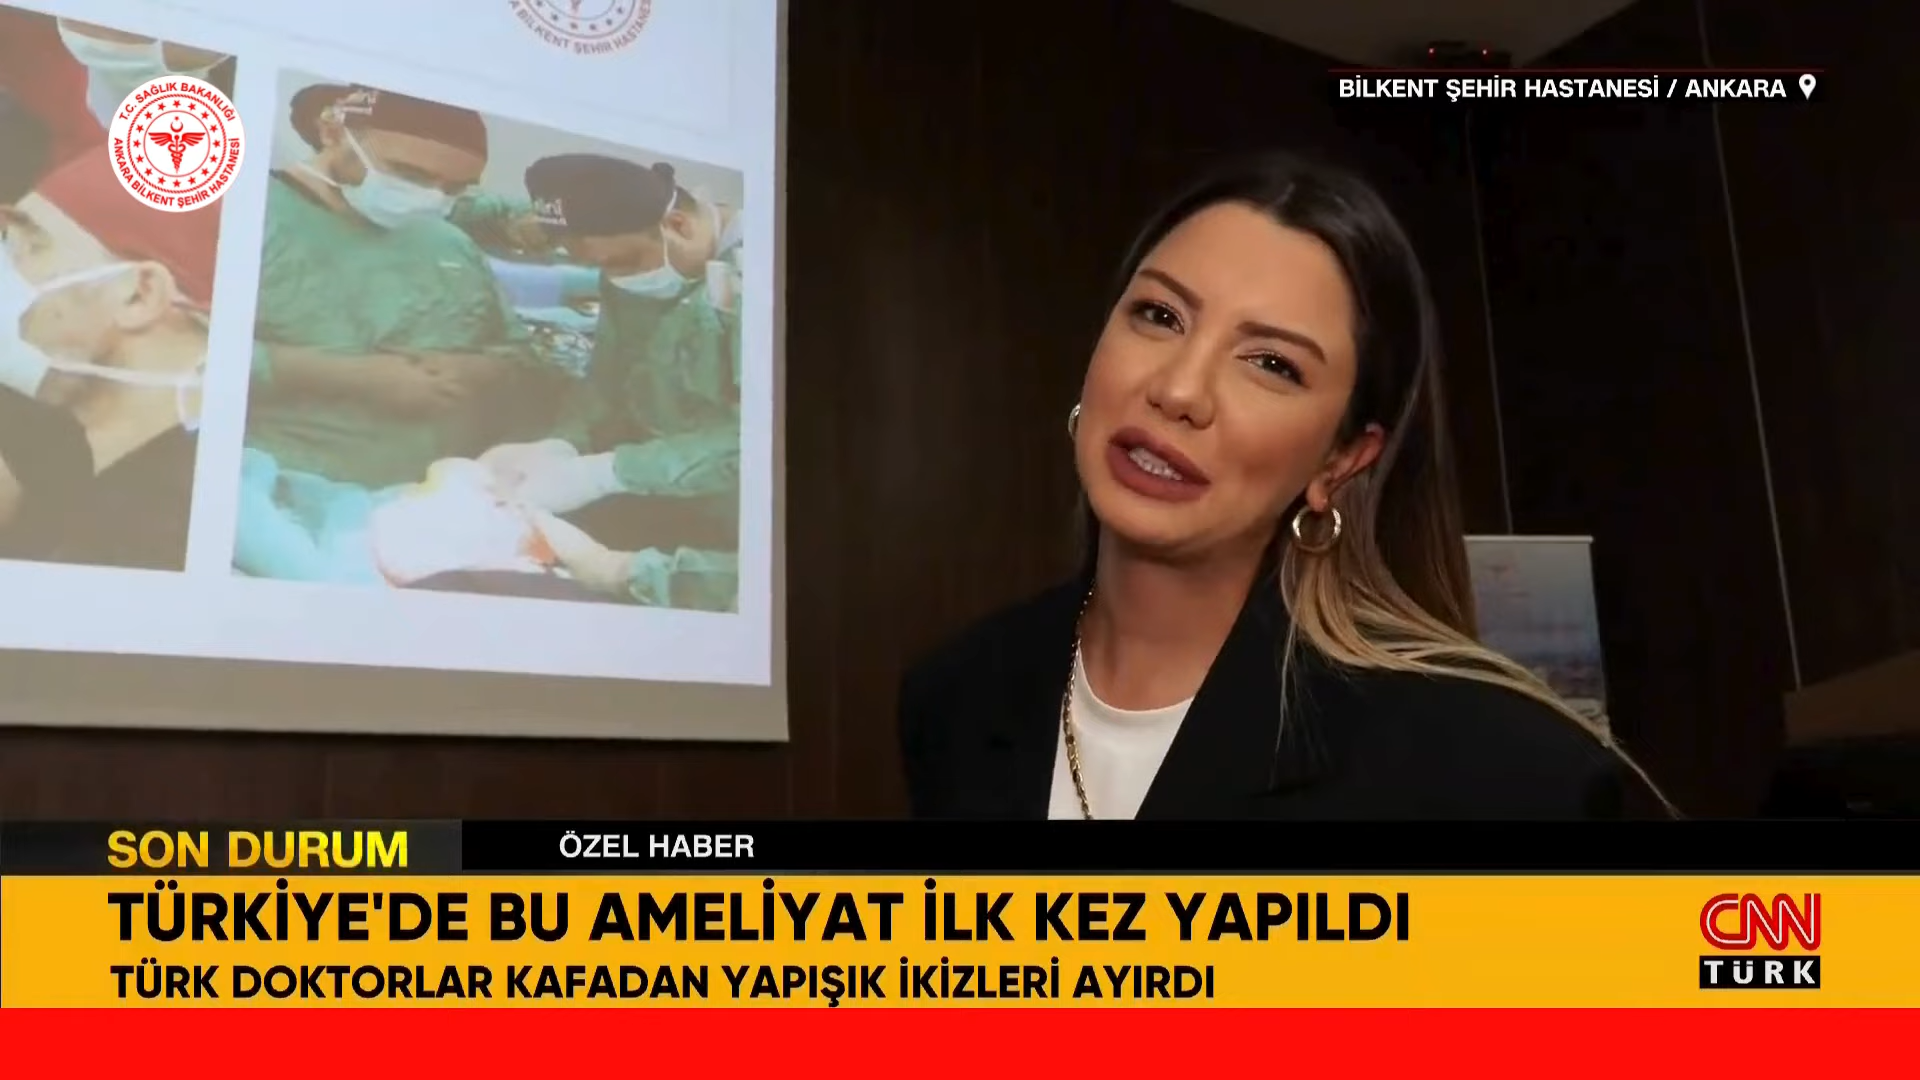 BİLKENT ŞEHİR HASTANESİ / ANKARA
T.C. SAĞLIK BAKANLIĞI
ANKARA BİLKENT ŞEHİR HASTANESİ
SON DURUM
ÖZEL HABER
TÜRKİYE'DE BU AMELİYAT İLK KEZ YAPILDI
TÜRK DOKTORLAR KAFADAN YAPIŞIK İKİZLERİ AYIRDI
CNN
TÜRK